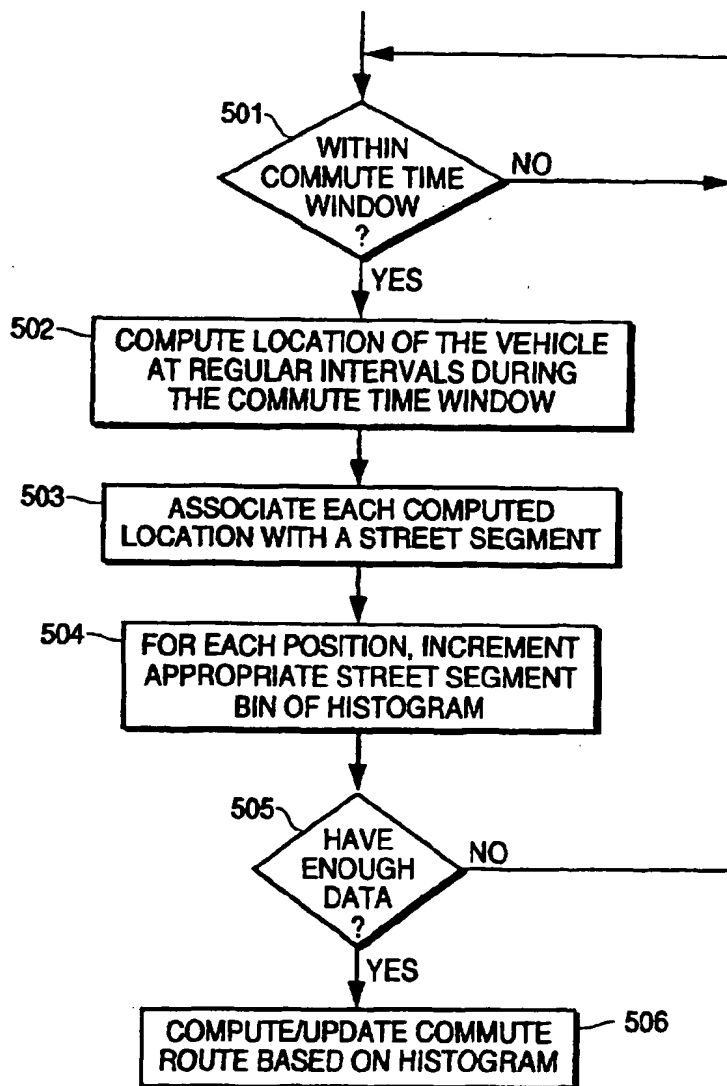 501
WITHIN
COMMUTE TIME
WINDOW
?
NO
YES
502
COMPUTE LOCATION OF THE VEHICLE
AT REGULAR INTERVALS DURING
THE COMMUTE TIME WINDOW
503
ASSOCIATE EACH COMPUTED
LOCATION WITH A STREET SEGMENT
504
FOR EACH POSITION, INCREMENT
APPROPRIATE STREET SEGMENT
BIN OF HISTOGRAM
505
HAVE
ENOUGH
DATA
?
NO
YES
COMPUTE/UPDATE COMMUTE
ROUTE BASED ON HISTOGRAM
506